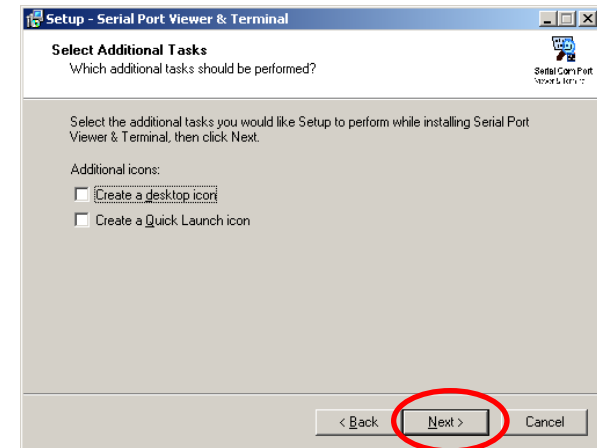 Setup - Serial Port Viewer & Terminal
Select Additional Tasks
Which additional tasks should be performed?
Serial Com Port
Select the additional tasks you would like Setup to perform while installing Serial Port
Viewer & Terminal, then click Next.
Additional icons:
Create a desktop icon
Create a Quick Launch icon
< Back
Next >
Cancel